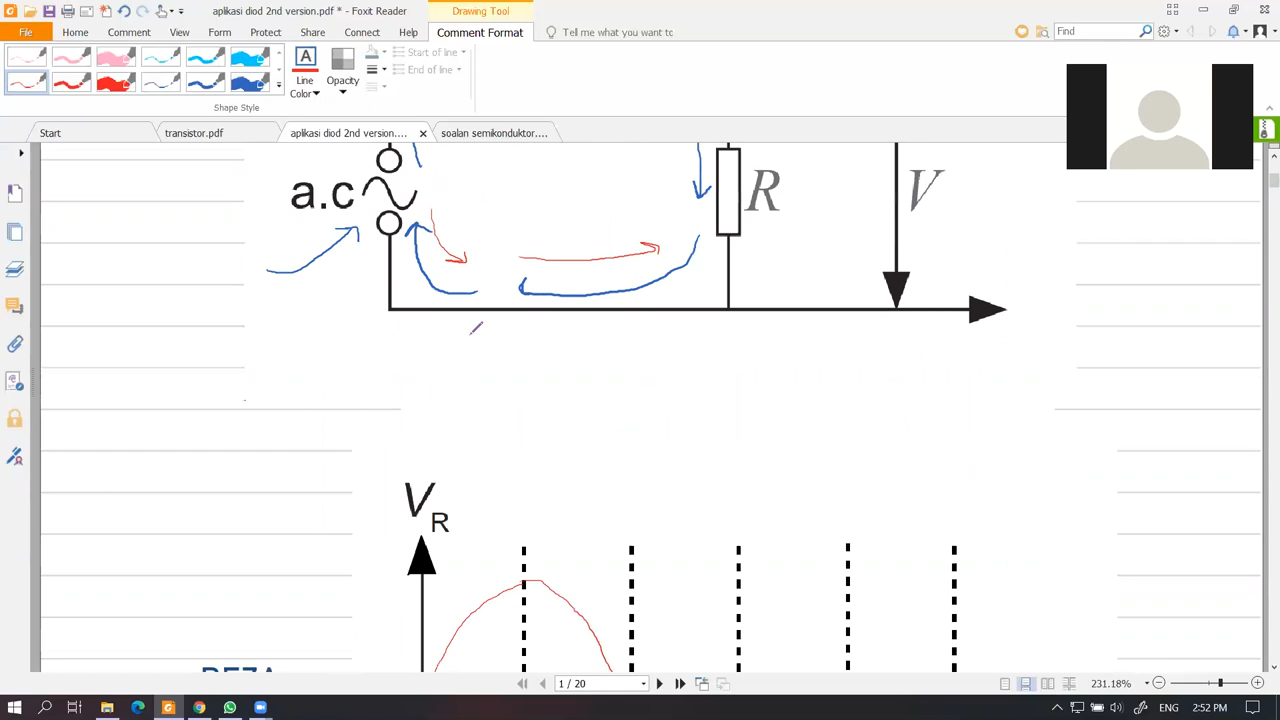 aplikasi diod 2nd version.pdf * - Foxit Reader
Drawing Tool
File Home Comment View Form Protect Share Connect Help Comment Format Tell me what you want to Find
Line Color
Opacity
Start of line
End of line
Shape Style
Start transistor.pdf aplikasi diod 2nd version.... soalan semikonduktor....
a.c
R
V
V
R
1 / 20
231.18%
ENG 2:52 PM